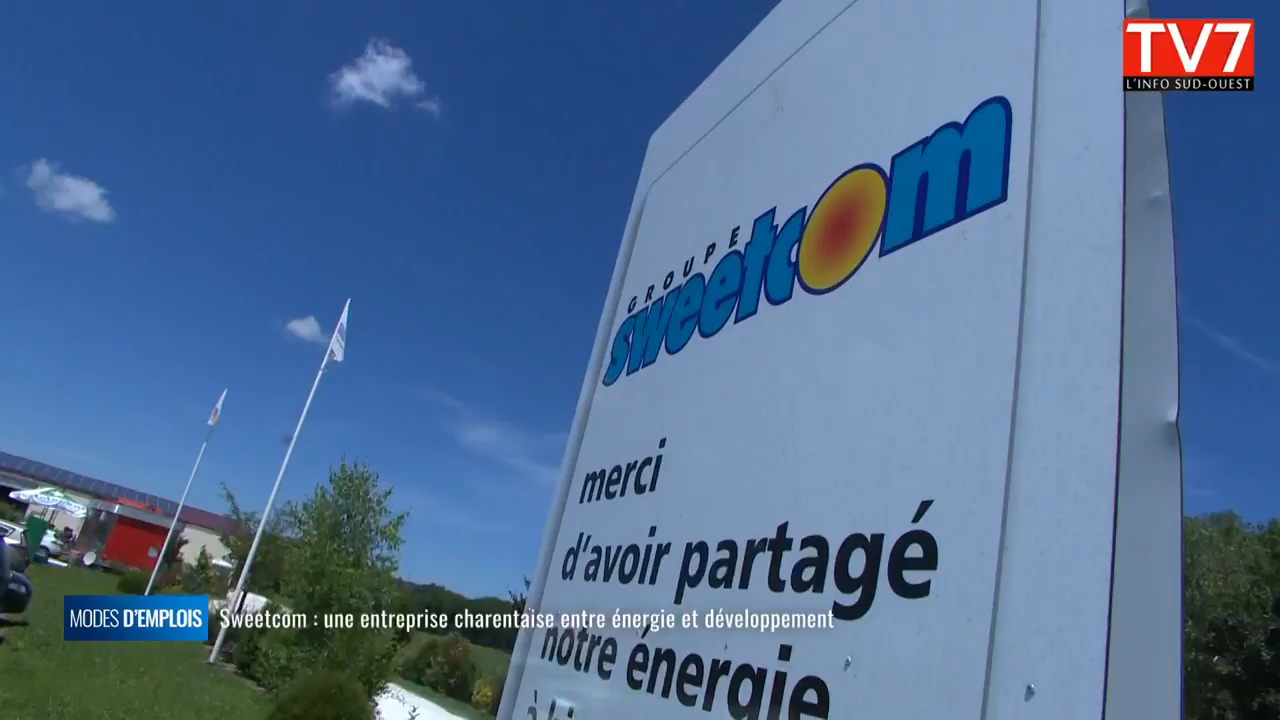 TV7
L'INFO SUD-OUEST
GROUPE
sweetcom
merci
d'avoir partagé
notre énergie
MODES D'EMPLOIS
Sweetcom : une entreprise charentaise entre énergie et développement